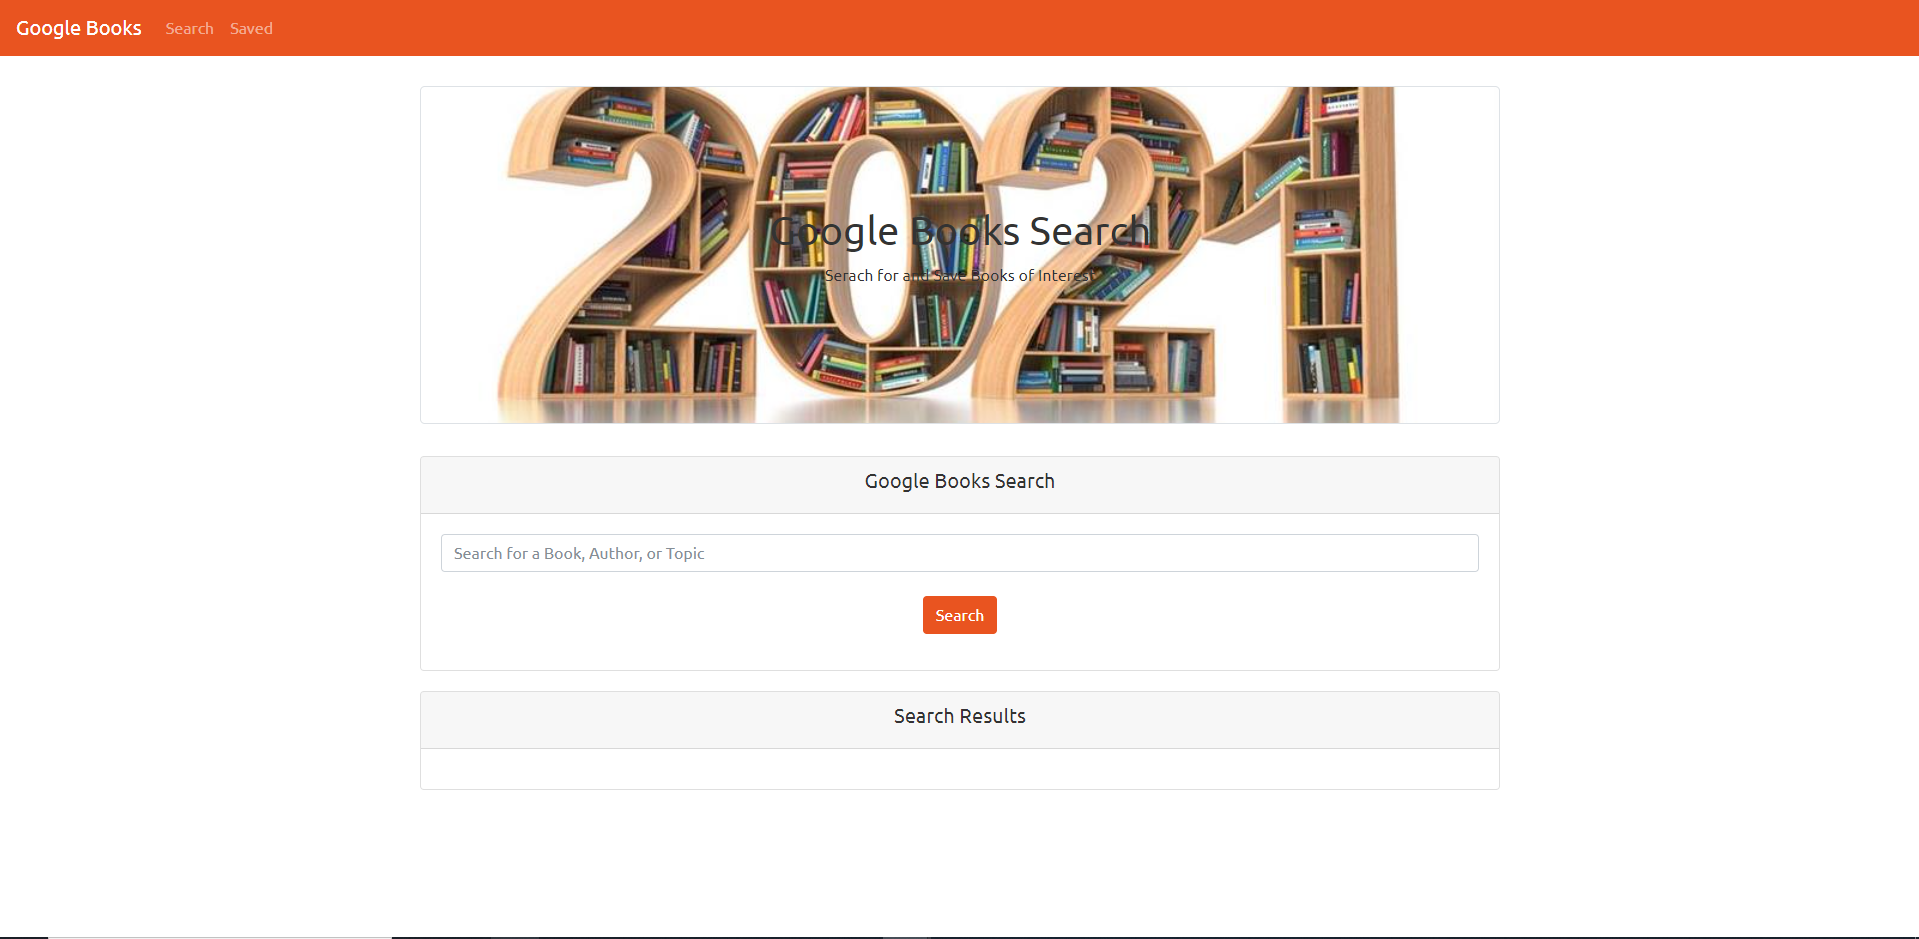 Google Books Search Saved
2021
Google Books Search
Serach for and Save Books of Interest
Google Books Search
Search for a Book, Author, or Topic
Search
Search Results